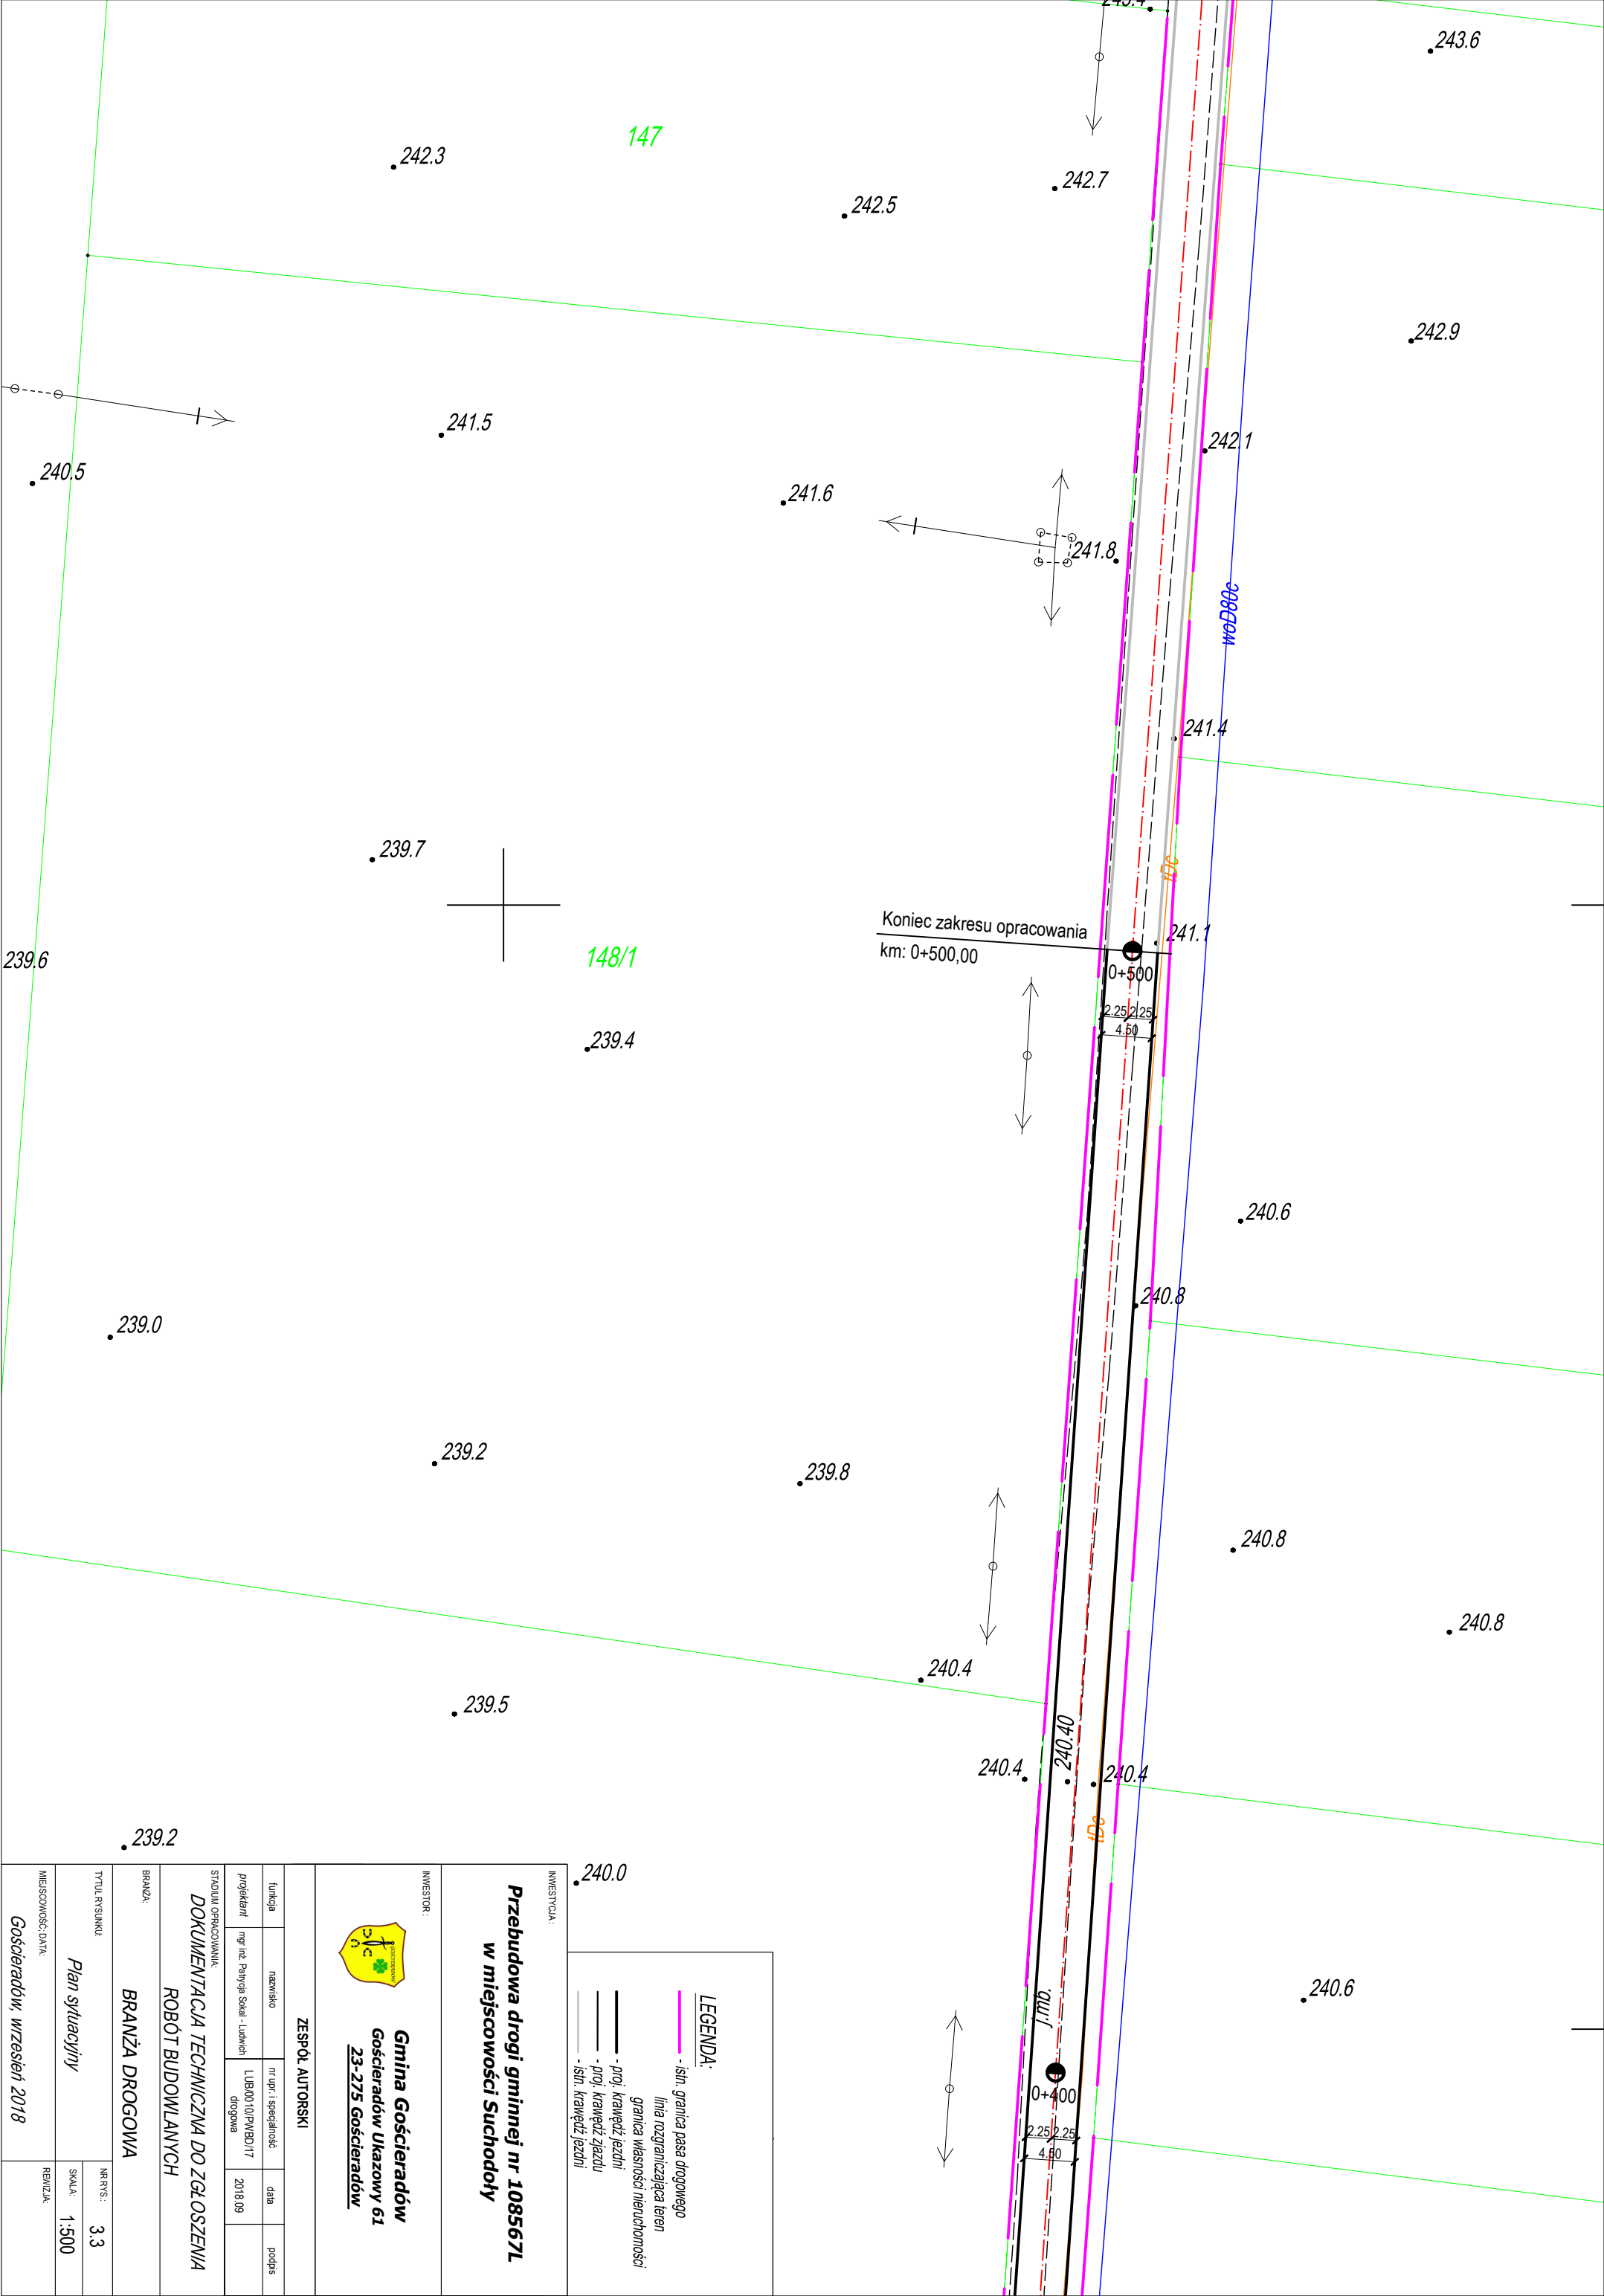 243.4
243.6
147
242.3
242.7
242.5
242.9
242.1
241.5
240.5
241.6
241.8
woD80c
241.4
239.7
tDc
Koniec zakresu opracowania
km: 0+500,00
241.1
0+500
148/1
239.6
2.25 2.25
4.50
239.4
240.6
240.8
239.0
239.2
239.8
240.8
240.8
240.4
239.5
240.40
240.4
240.4
tDc
239.2
240.0
240.6
j.mb.
0+400
2.25 2.25
4.50
LEGENDA:
- istn. granica pasa drogowego
linia rozgraniczająca teren
granica własności nieruchomości
- proj. krawędź jezdni
- proj. krawędź zjazdu
- istn. krawędź jezdni
INWESTYCJA :
Przebudowa drogi gminnej nr 108567L
w miejscowości Suchodoły
INWESTOR :
GOŚCIERADÓW
Gmina Gościeradów
Gościeradów Ukazowy 61
23-275 Gościeradów
ZESPÓŁ AUTORSKI
funkcja nazwisko nr upr. i specjalność data podpis
projektant mgr inż. Patrycja Sokal - Ludwich LUB/0010/PWBD/17 2018.09
drogowa
STADIUM OPRACOWANIA:
DOKUMENTACJA TECHNICZNA DO ZGŁOSZENIA
ROBÓT BUDOWLANYCH
BRANŻA:
BRANŻA DROGOWA
TYTUŁ RYSUNKU:
Plan sytuacyjny
NR RYS.: 3.3
SKALA: 1:500
MIEJSCOWOŚĆ: DATA:
Gościeradów, wrzesień 2018
REWIZJA: